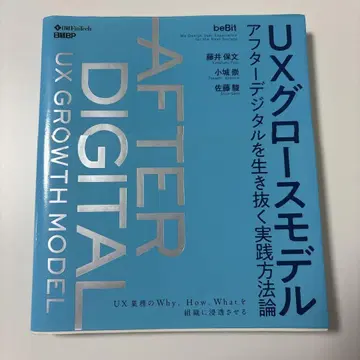 日経BP
beBit
藤井 保文
小城 崇
佐藤 駿
UXグロースモデル
アフターデジタルを生き抜く実践方法論
AFTER
DIGITAL
UX GROWTH MODEL
UX業務のWhy、How、Whatを
組織に浸透させる